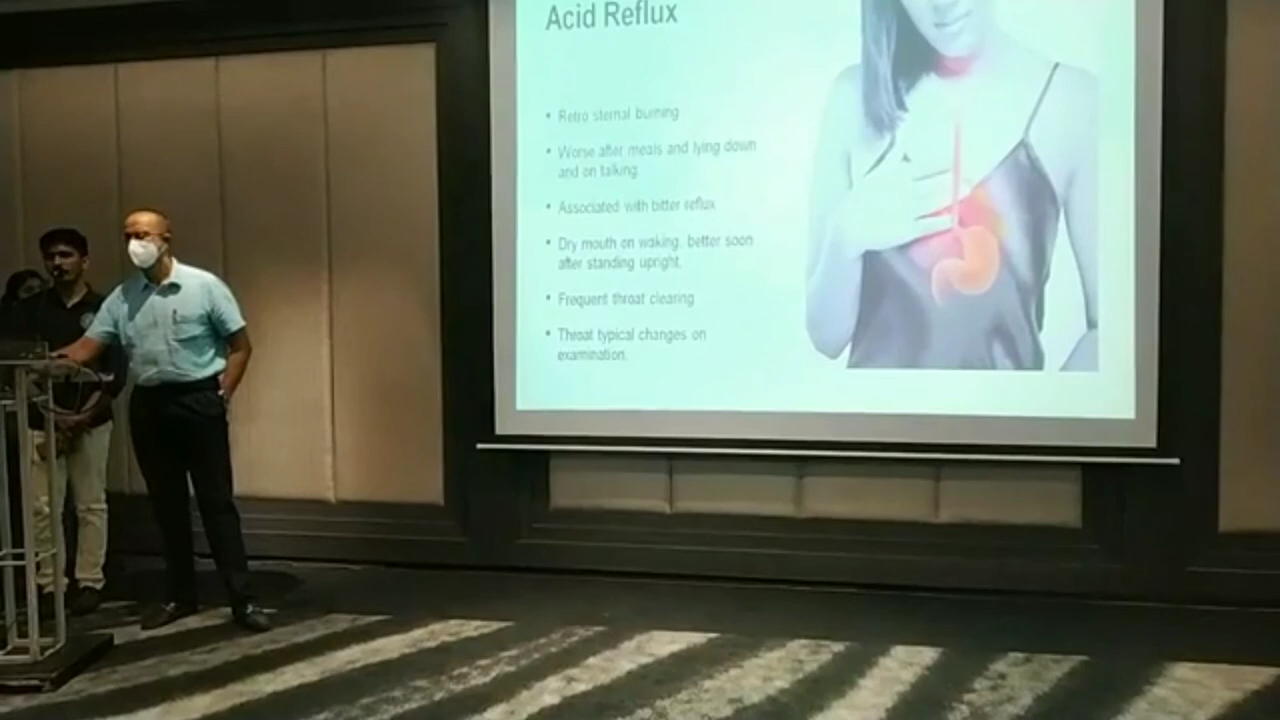 Acid Reflux
• Retro sternal burning
• Worse after meals and lying down
and on talking.
• Associated with bitter reflux
• Dry mouth on waking, better soon
after standing upright.
• Frequent throat clearing
• Throat typical changes on
examination.